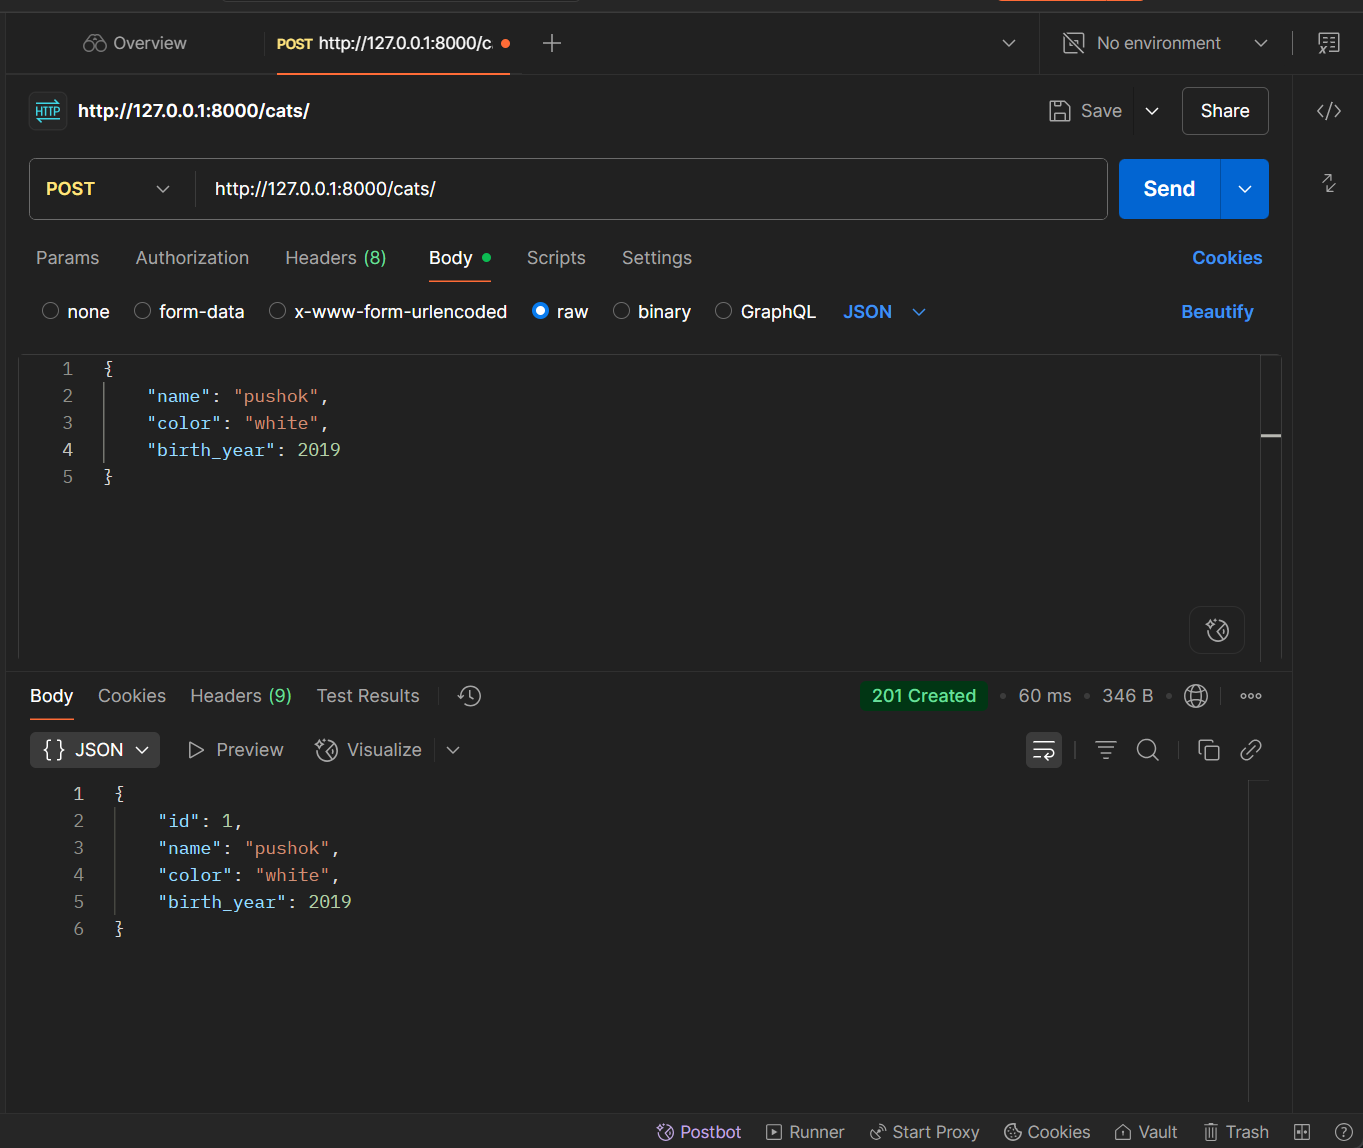 Overview
POST http://127.0.0.1:8000/c
No environment
HTTP http://127.0.0.1:8000/cats/
Save
Share
POST http://127.0.0.1:8000/cats/
Send
Params Authorization Headers (8) Body Scripts Settings Cookies
none form-data x-www-form-urlencoded raw binary GraphQL JSON Beautify
1 {
2 "name": "pushok",
3 "color": "white",
4 "birth_year": 2019
5 }
Body Cookies Headers (9) Test Results 201 Created • 60 ms • 346 B •
{} JSON Preview Visualize
1 {
2 "id": 1,
3 "name": "pushok",
4 "color": "white",
5 "birth_year": 2019
6 }
Postbot Runner Start Proxy Cookies Vault Trash